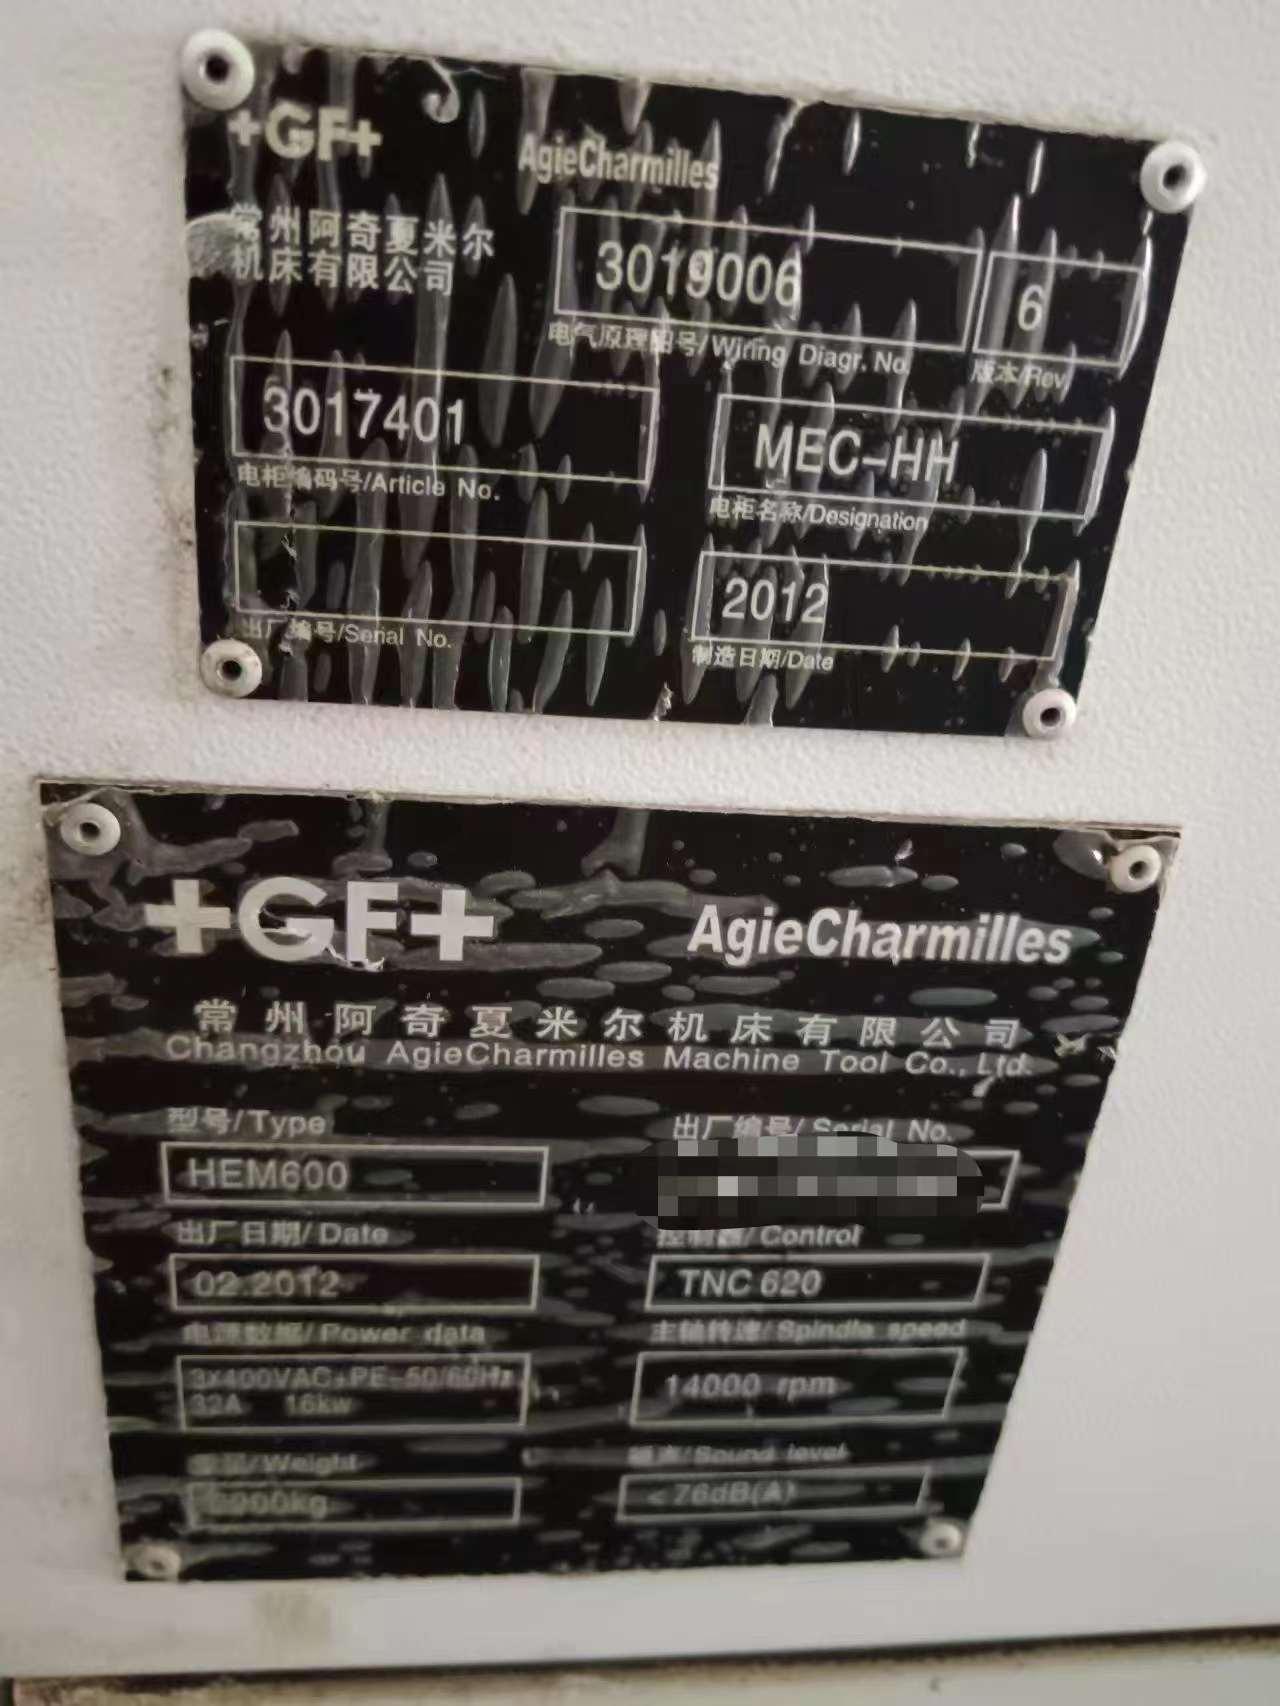 +GF+
AgieCharmilles
常州阿奇夏米尔
机床有限公司
3019006
6
电气原理图号/Wiring Diagr. No.
版本/Rev.
3017401
MEC-HH
电柜编码号/Article No.
电柜名称/Designation
2012
出厂编号/Serial No.
制造日期/Date
+GF+
AgieCharmilles
常州阿奇夏米尔机床有限公司
Changzhou AgieCharmilles Machine Tool Co., Ltd.
型号/Type
出厂编号/Serial No.
HEM600
出厂日期/Date
控制器/Control
02.2012
TNC 620
电源数据/Power data
主轴转速/Spindle speed
3X400VAC+PE-50/60Hz
32A 16kw
14000 rpm
重量/Weight
噪声/Sound level
<76dB(A)